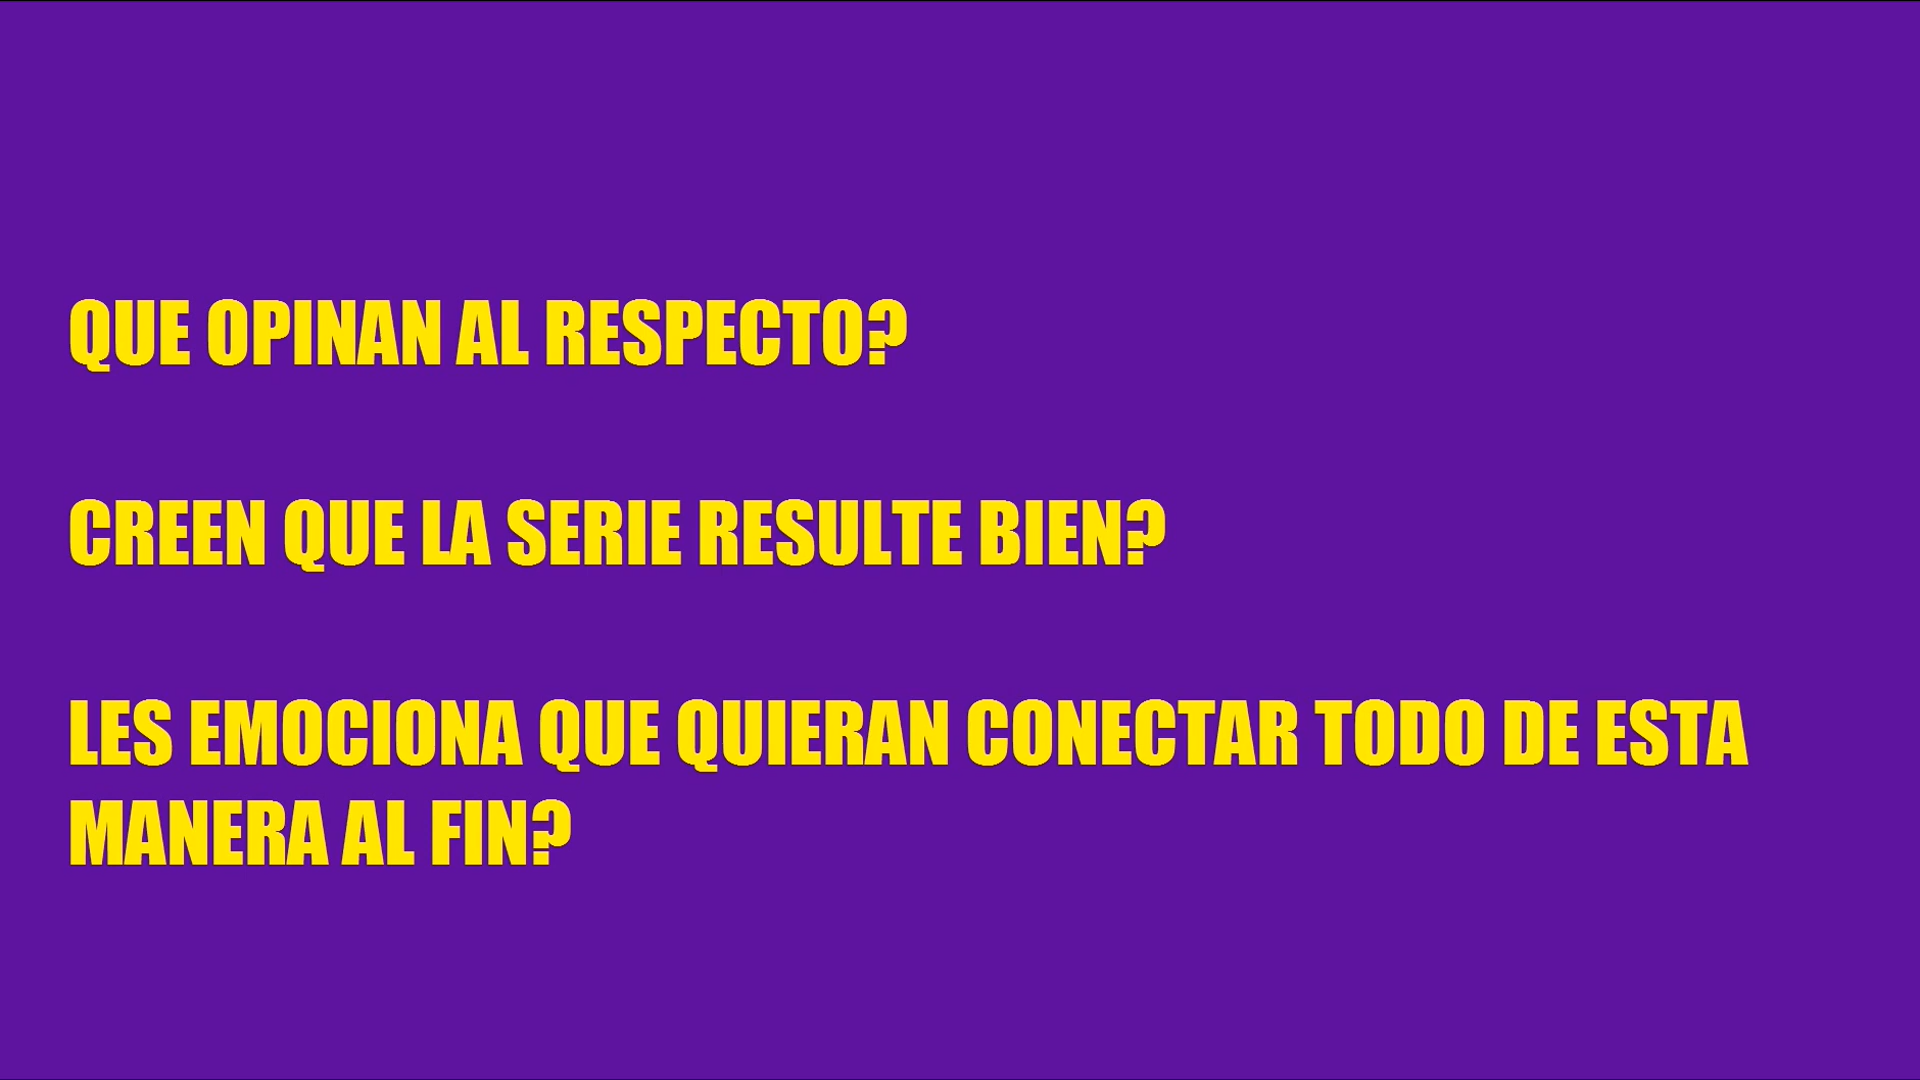 QUE OPINAN AL RESPECTO?
CREEN QUE LA SERIE RESULTE BIEN?
LES EMOCIONA QUE QUIERAN CONECTAR TODO DE ESTA
MANERA AL FIN?